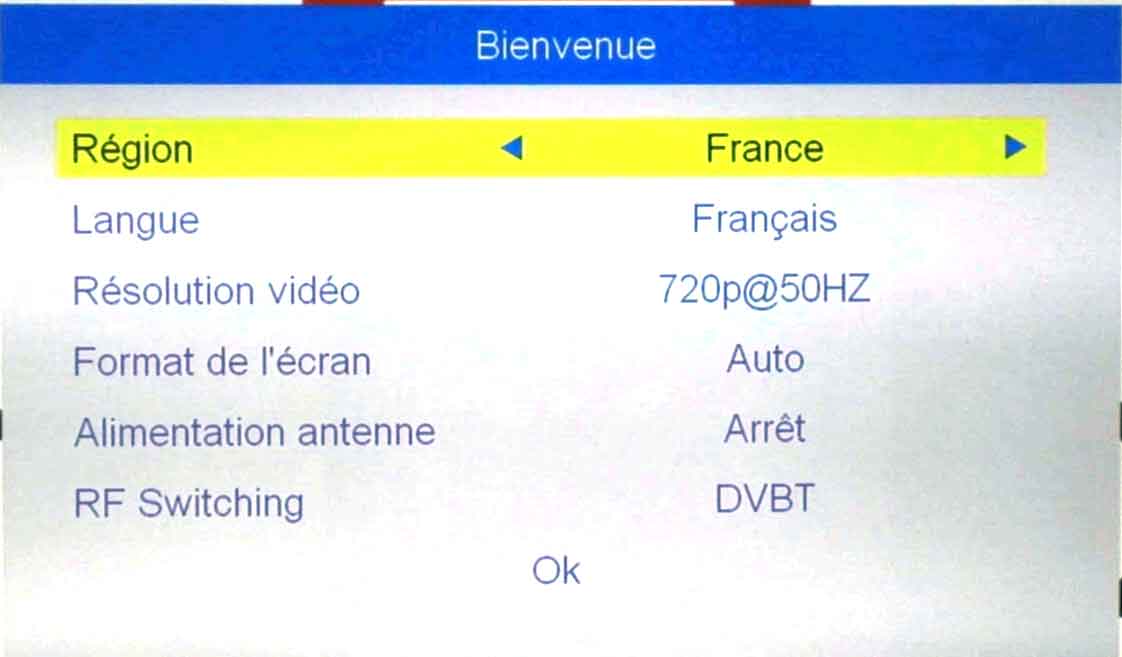 Bienvenue
Région France
Langue Français
Résolution vidéo 720p@50HZ
Format de l'écran Auto
Alimentation antenne Arrêt
RF Switching DVBT
Ok